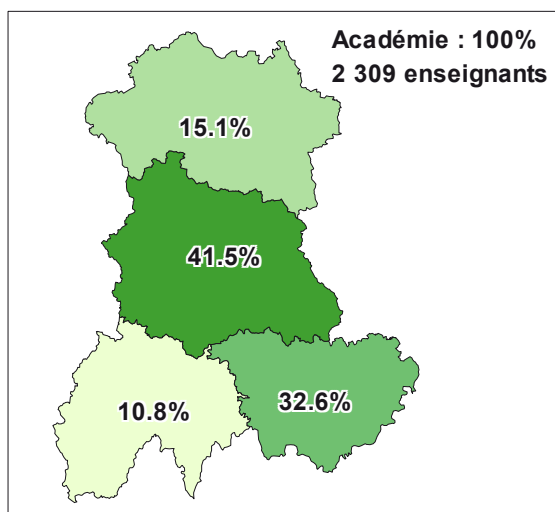 Académie : 100%
2 309 enseignants
15.1%
41.5%
10.8%
32.6%